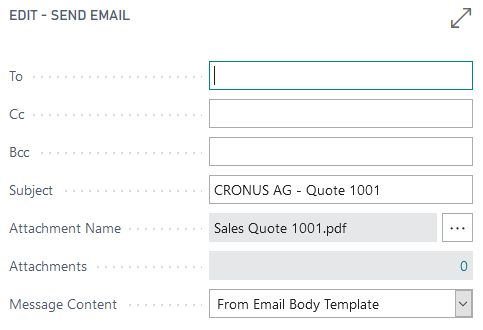 EDIT - SEND EMAIL
To
Cc
Bcc
Subject CRONUS AG - Quote 1001
Attachment Name Sales Quote 1001.pdf ...
Attachments 0
Message Content From Email Body Template